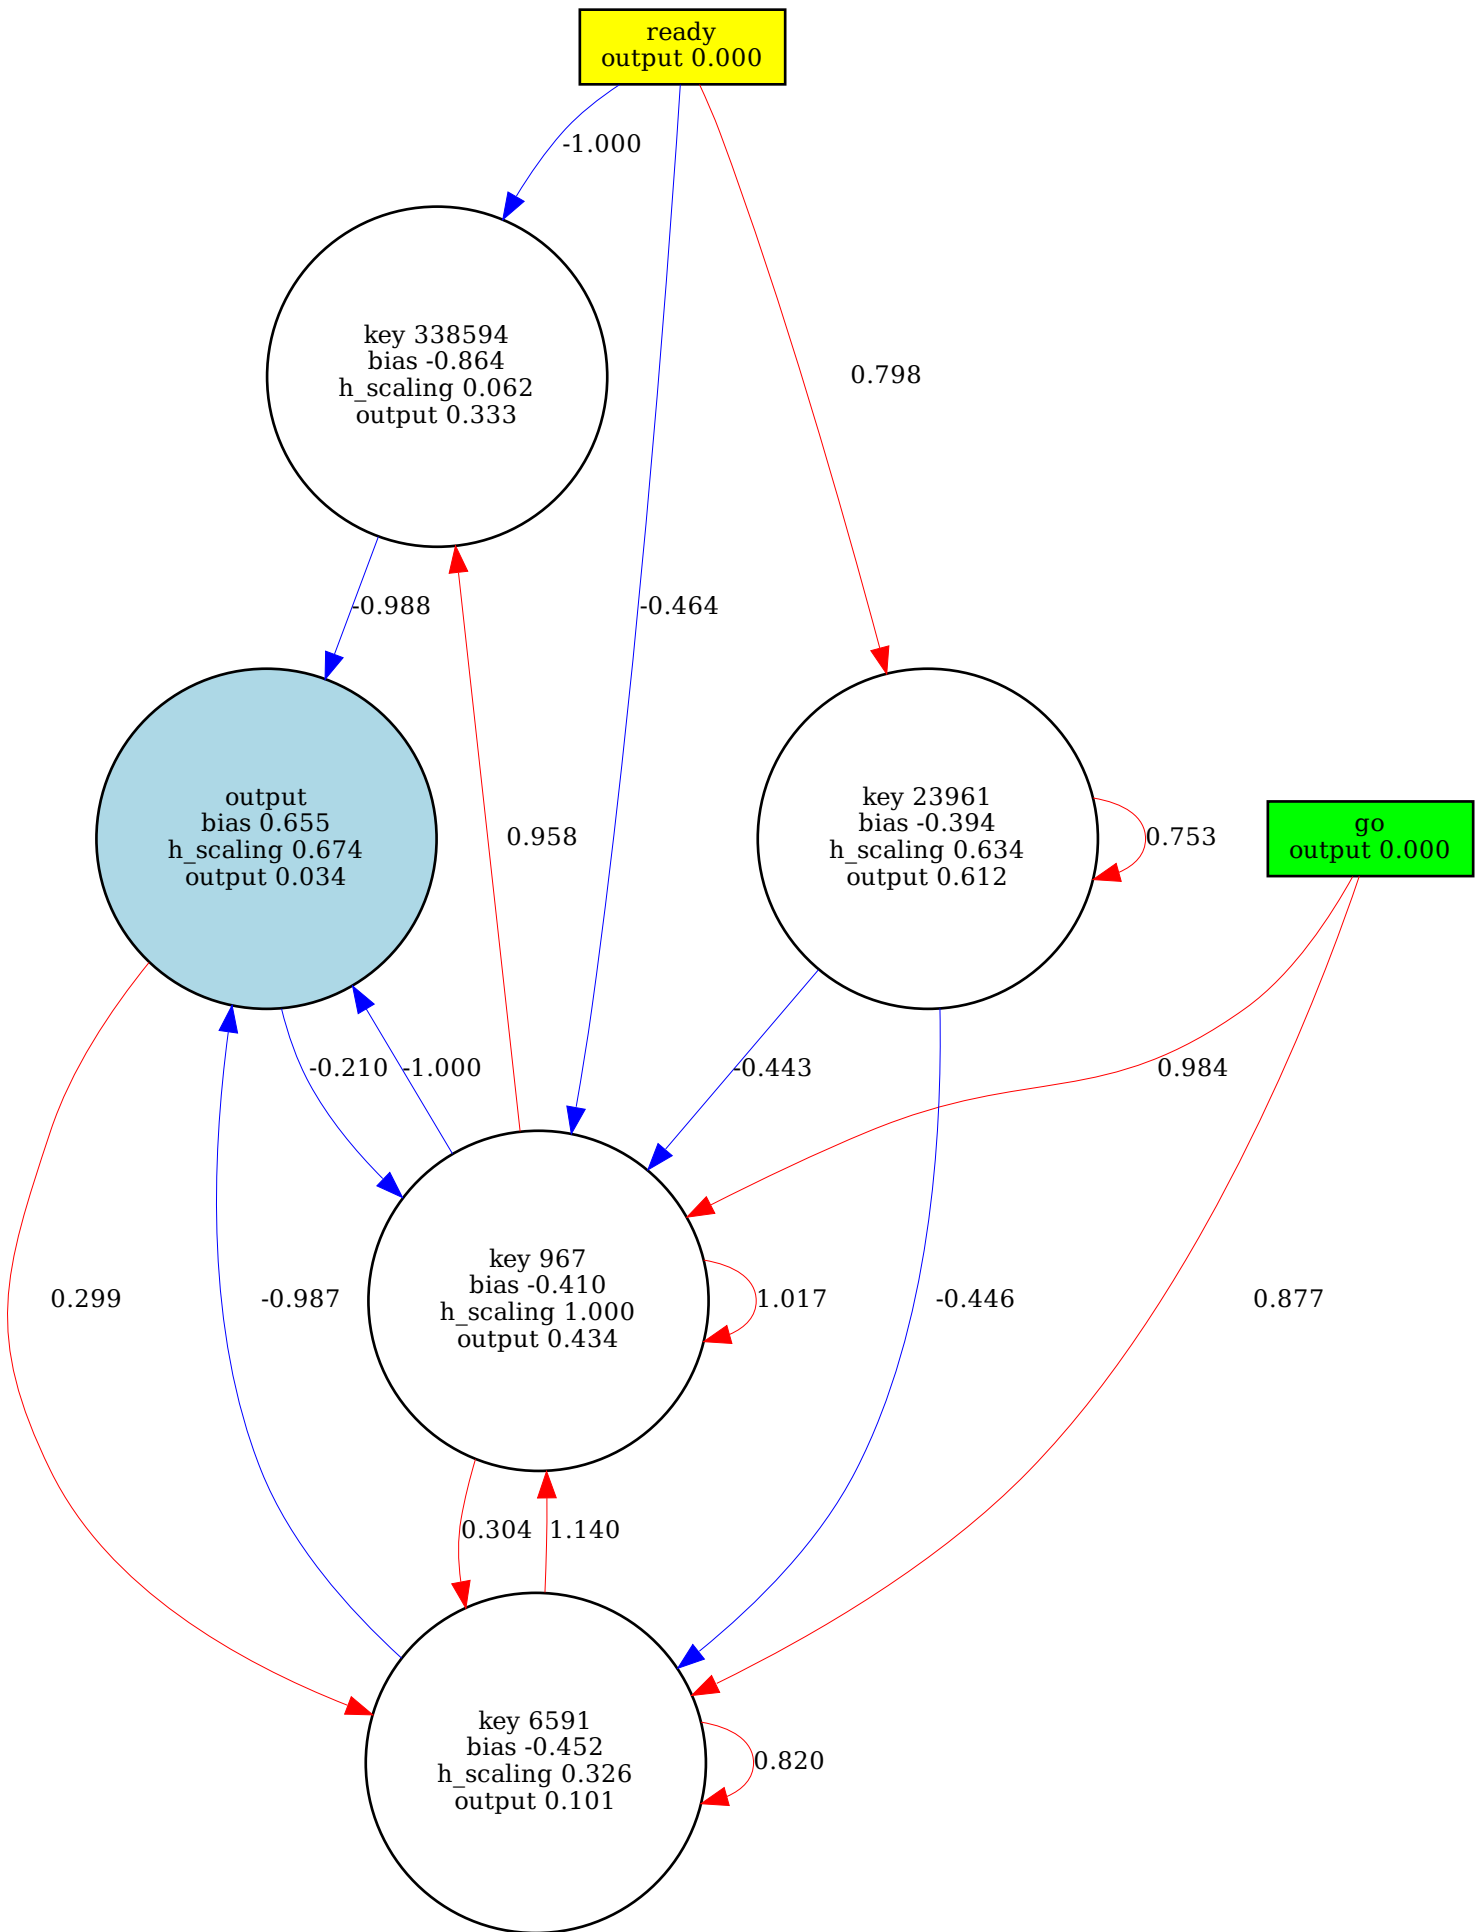 ready
output 0.000
-1.000
key 338594
bias -0.864
h_scaling 0.062
output 0.333
0.798
-0.988
-0.464
output
bias 0.655
h_scaling 0.674
output 0.034
0.958
key 23961
bias -0.394
h_scaling 0.634
output 0.612
0.753
go
output 0.000
-0.210
-1.000
-0.443
0.984
0.299
-0.987
key 967
bias -0.410
h_scaling 1.000
output 0.434
1.017
-0.446
0.877
0.304
1.140
key 6591
bias -0.452
h_scaling 0.326
output 0.101
0.820